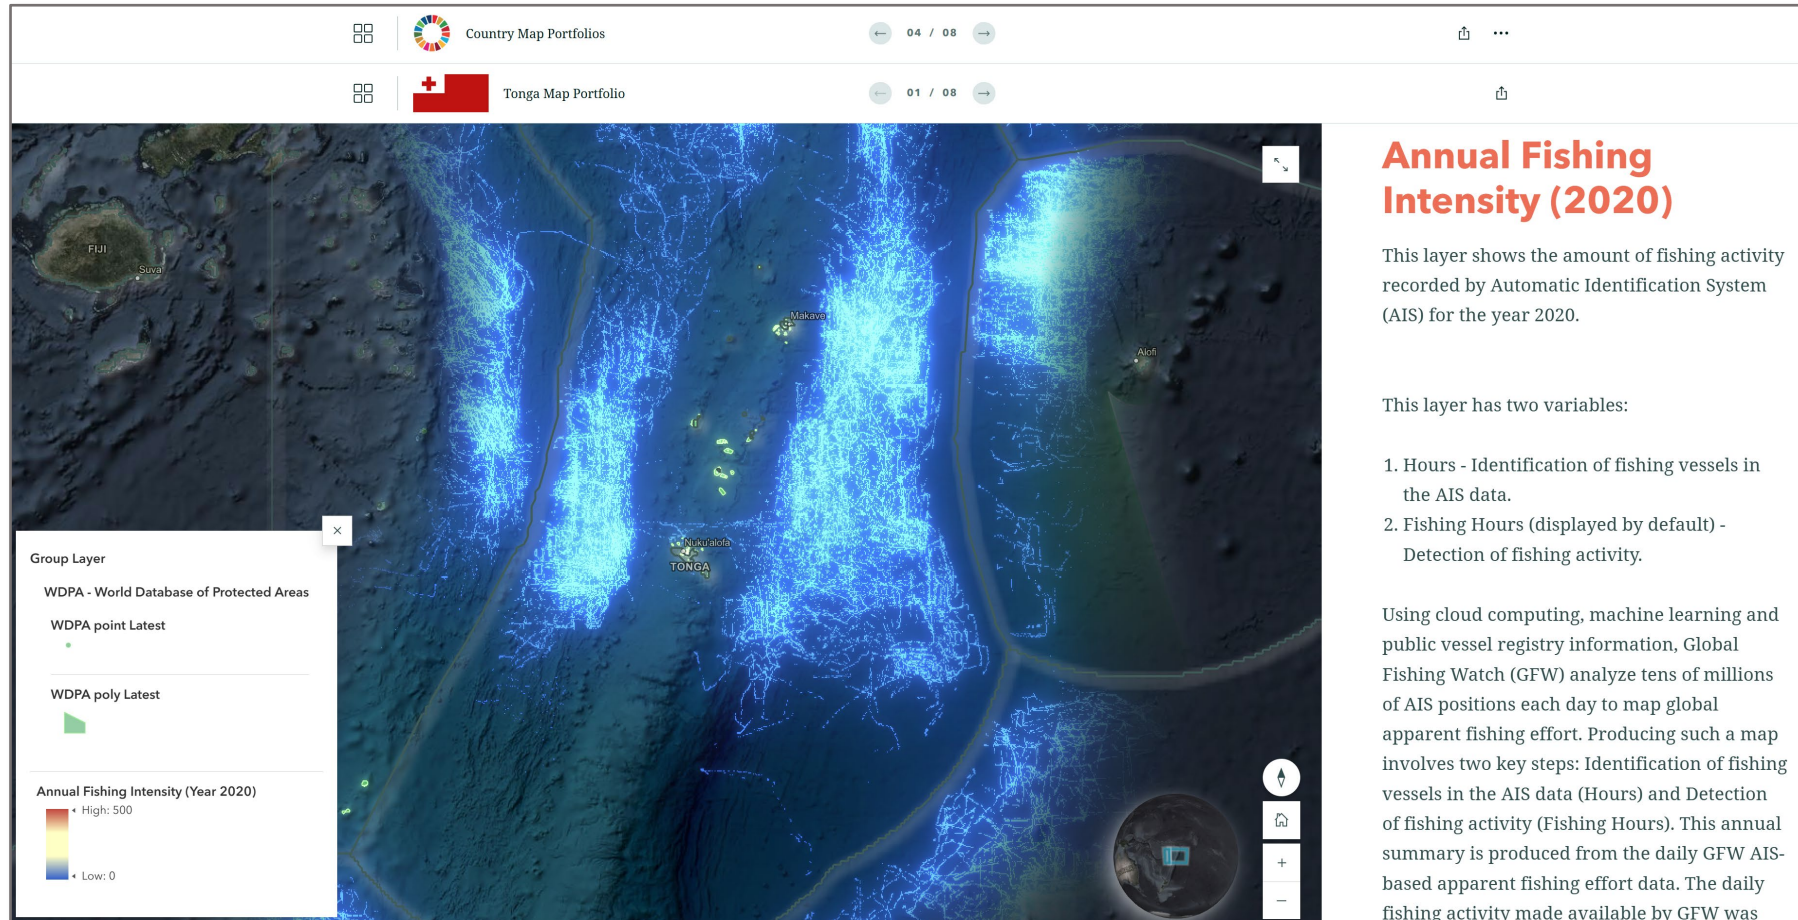 Country Map Portfolios
04 / 08
Tonga Map Portfolio
01 / 08
FIJI
Suva
Makave
Alofi
Nuku'alofa
TONGA
Group Layer
WDPA - World Database of Protected Areas
WDPA point Latest
WDPA poly Latest
Annual Fishing Intensity (Year 2020)
High: 500
Low: 0
Annual Fishing
Intensity (2020)
This layer shows the amount of fishing activity
recorded by Automatic Identification System
(AIS) for the year 2020.
This layer has two variables:
1. Hours - Identification of fishing vessels in
the AIS data.
2. Fishing Hours (displayed by default) -
Detection of fishing activity.
Using cloud computing, machine learning and
public vessel registry information, Global
Fishing Watch (GFW) analyze tens of millions
of AIS positions each day to map global
apparent fishing effort. Producing such a map
involves two key steps: Identification of fishing
vessels in the AIS data (Hours) and Detection
of fishing activity (Fishing Hours). This annual
summary is produced from the daily GFW AIS-
based apparent fishing effort data. The daily
fishing activity made available by GFW was